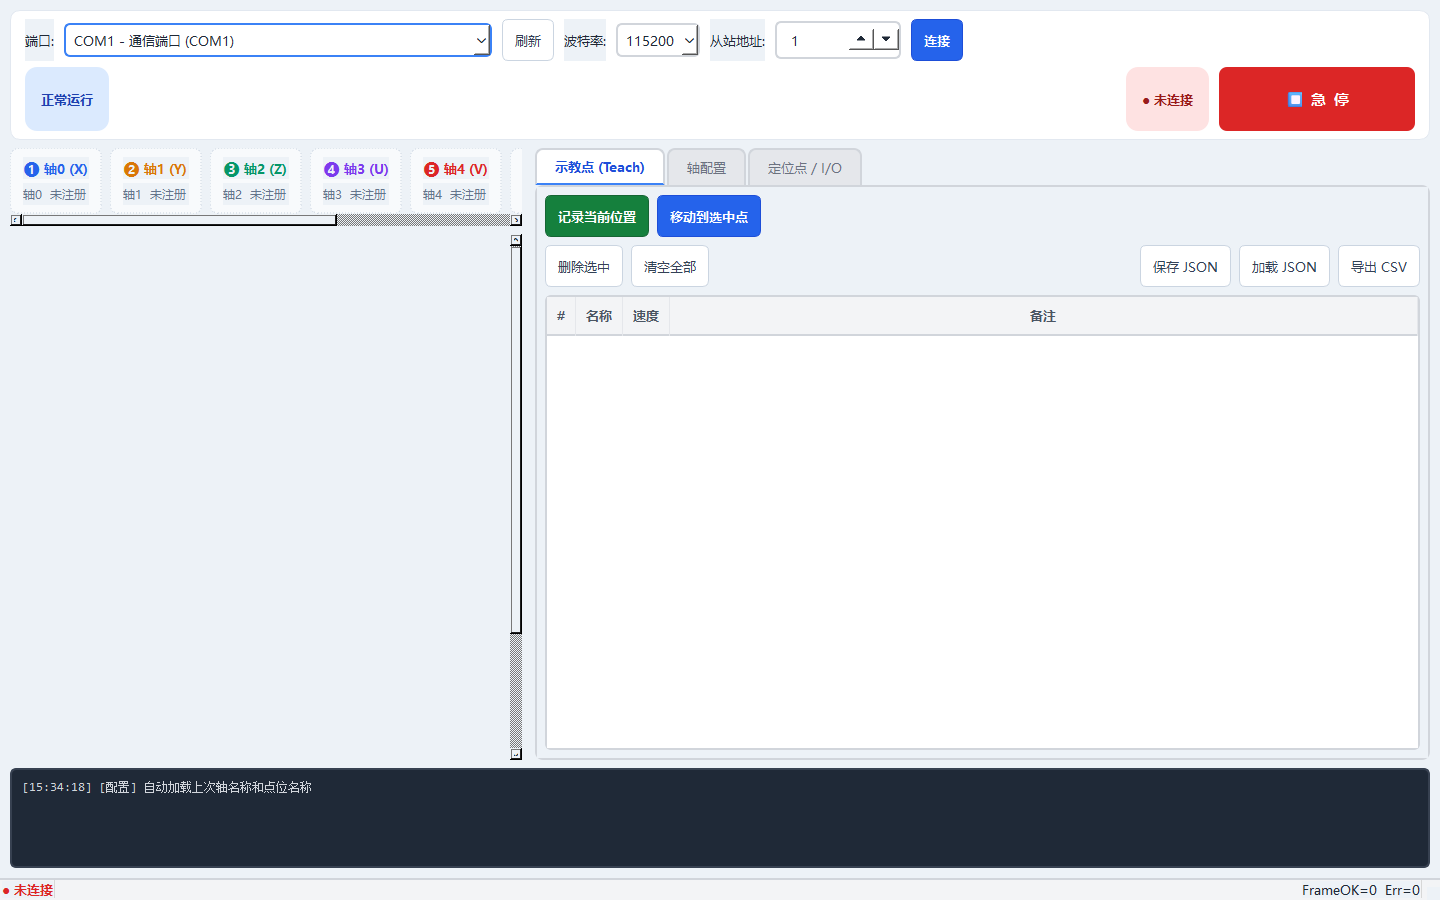 端口: COM1 - 通信端口 (COM1) 刷新 波特率: 115200 从站地址: 1 连接
正常运行 ● 未连接 急 停
1 轴0 (X) 2 轴1 (Y) 3 轴2 (Z) 4 轴3 (U) 5 轴4 (V)
轴0 未注册 轴1 未注册 轴2 未注册 轴3 未注册 轴4 未注册
示教点 (Teach) 轴配置 定位点 / I/O
记录当前位置 移动到选中点
删除选中 清空全部 保存 JSON 加载 JSON 导出 CSV
# 名称 速度 备注
[15:34:18] [配置] 自动加载上次轴名称和点位名称
● 未连接 FrameOK=0 Err=0